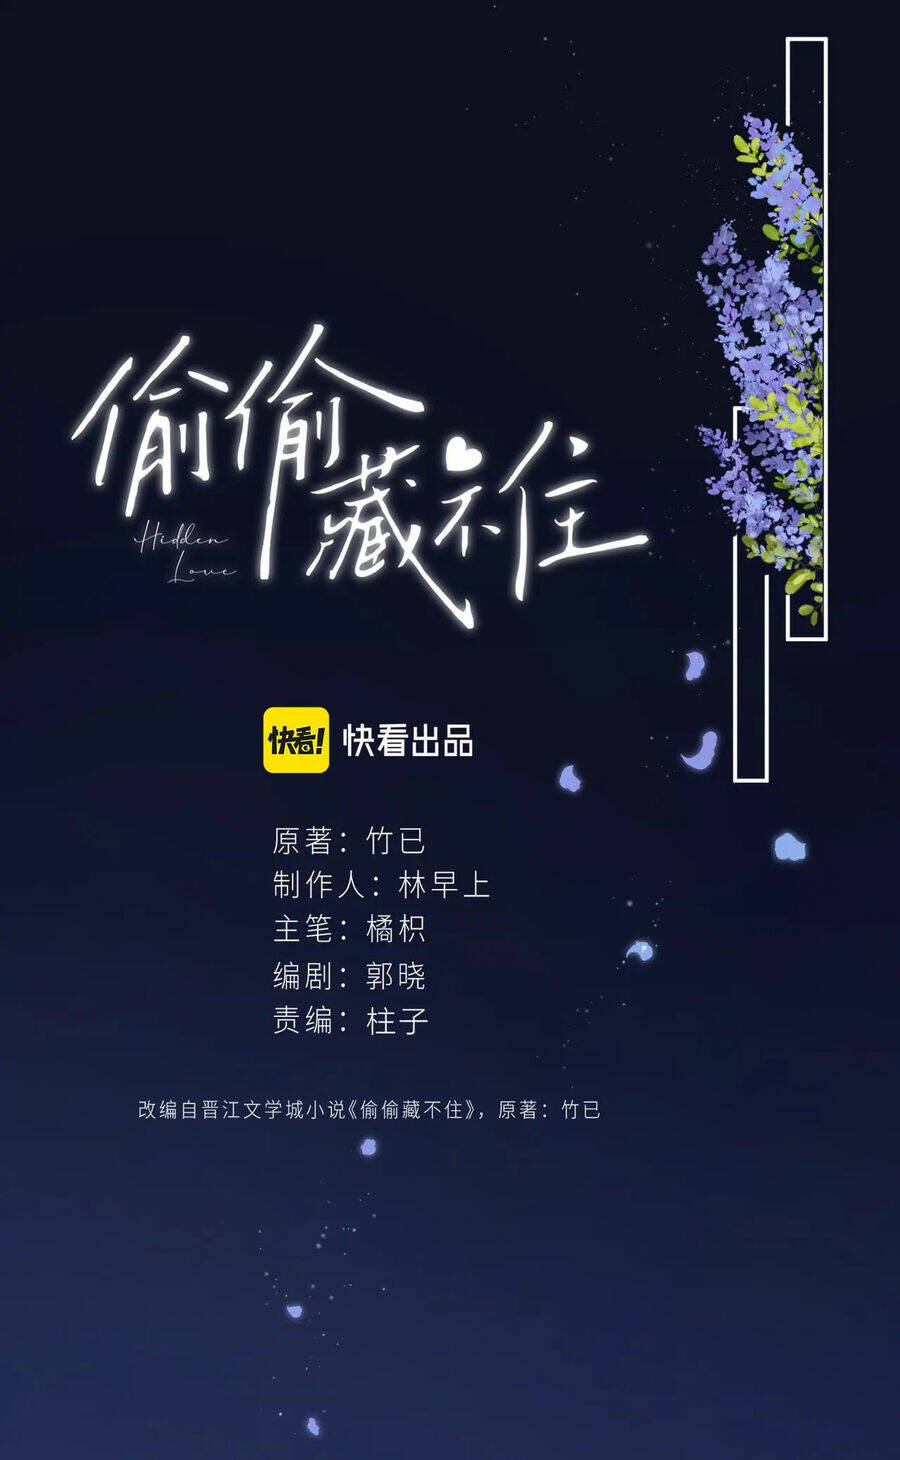 偷偷藏不住
Hidden
Love
快看! 快看出品
原著：竹已
制作人：林早上
主笔：橘枳
编剧：郭晓
责编：柱子
改编自晋江文学城小说《偷偷藏不住》，原著：竹已